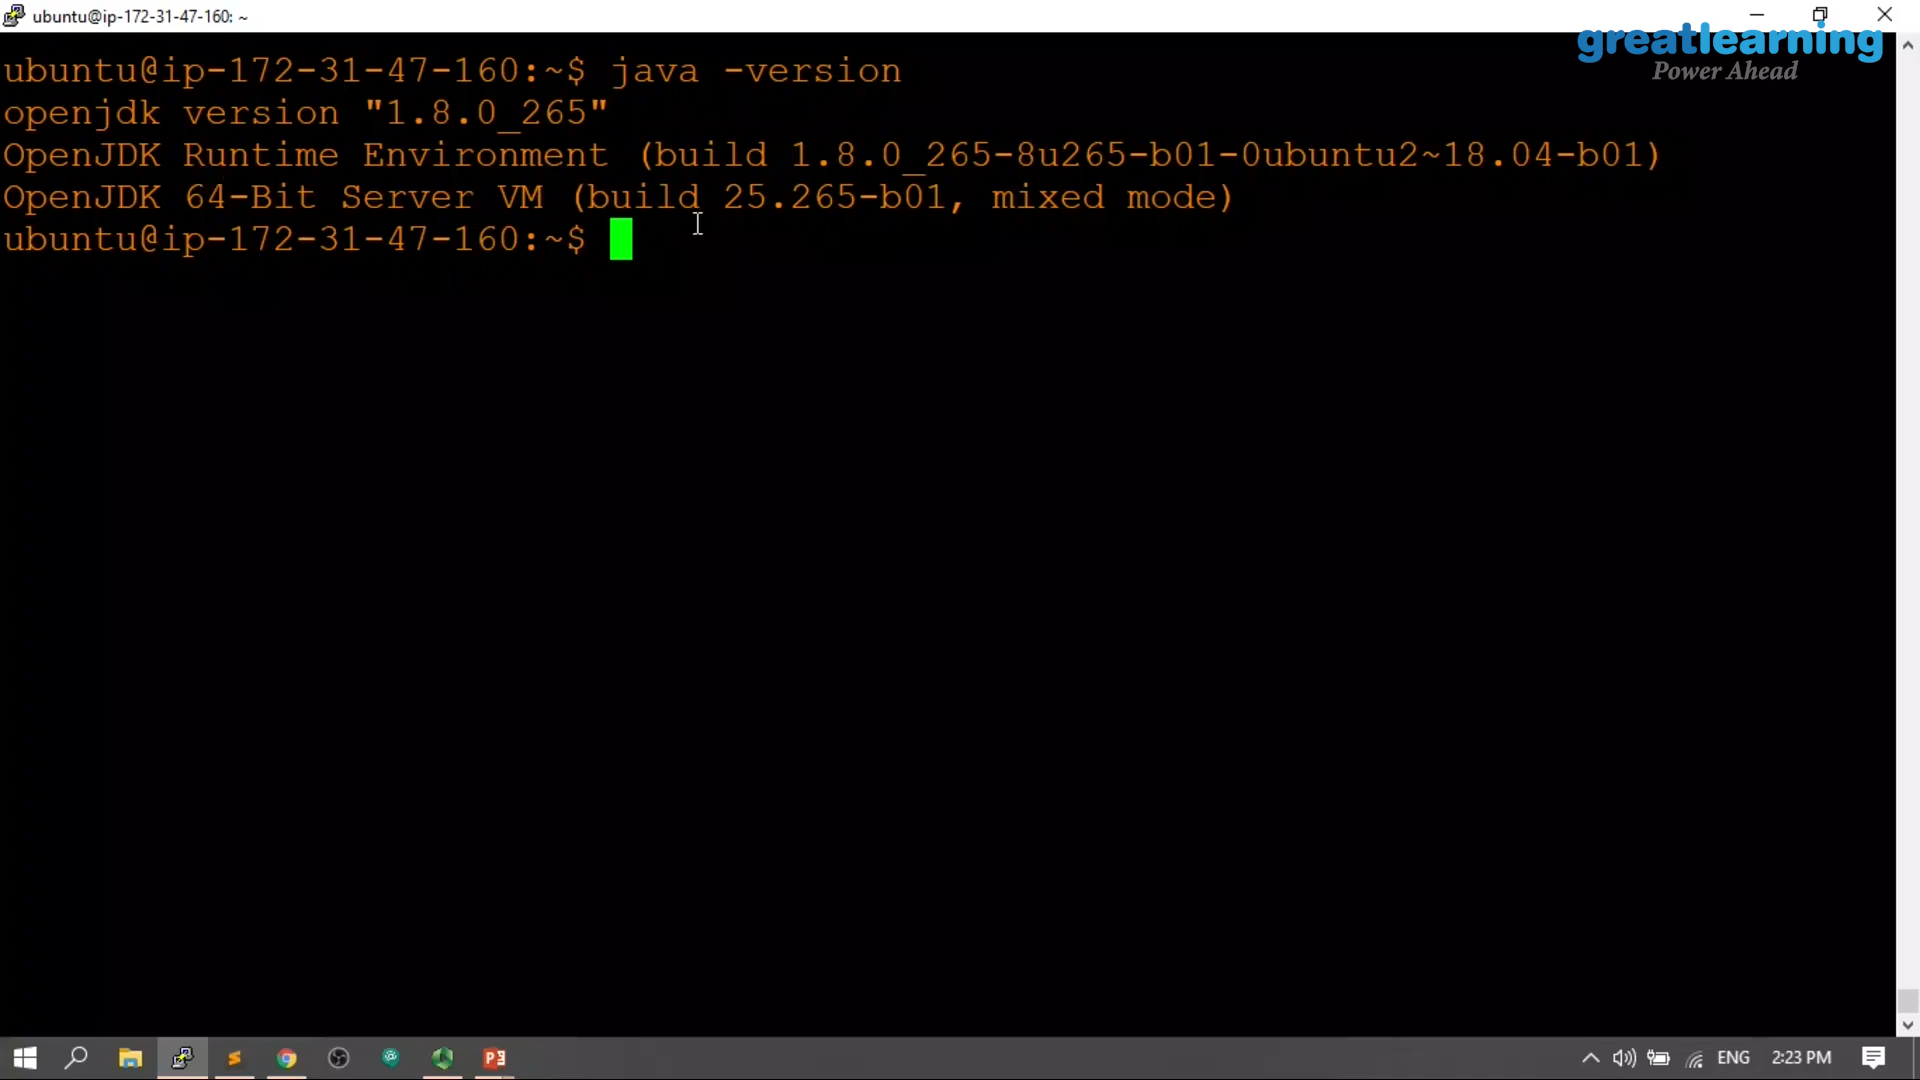 ubuntu@ip-172-31-47-160: ~
greatlearning
Power Ahead
ubuntu@ip-172-31-47-160:~$ java -version
openjdk version "1.8.0_265"
OpenJDK Runtime Environment (build 1.8.0_265-8u265-b01-0ubuntu2~18.04-b01)
OpenJDK 64-Bit Server VM (build 25.265-b01, mixed mode)
ubuntu@ip-172-31-47-160:~$
ENG 2:23 PM